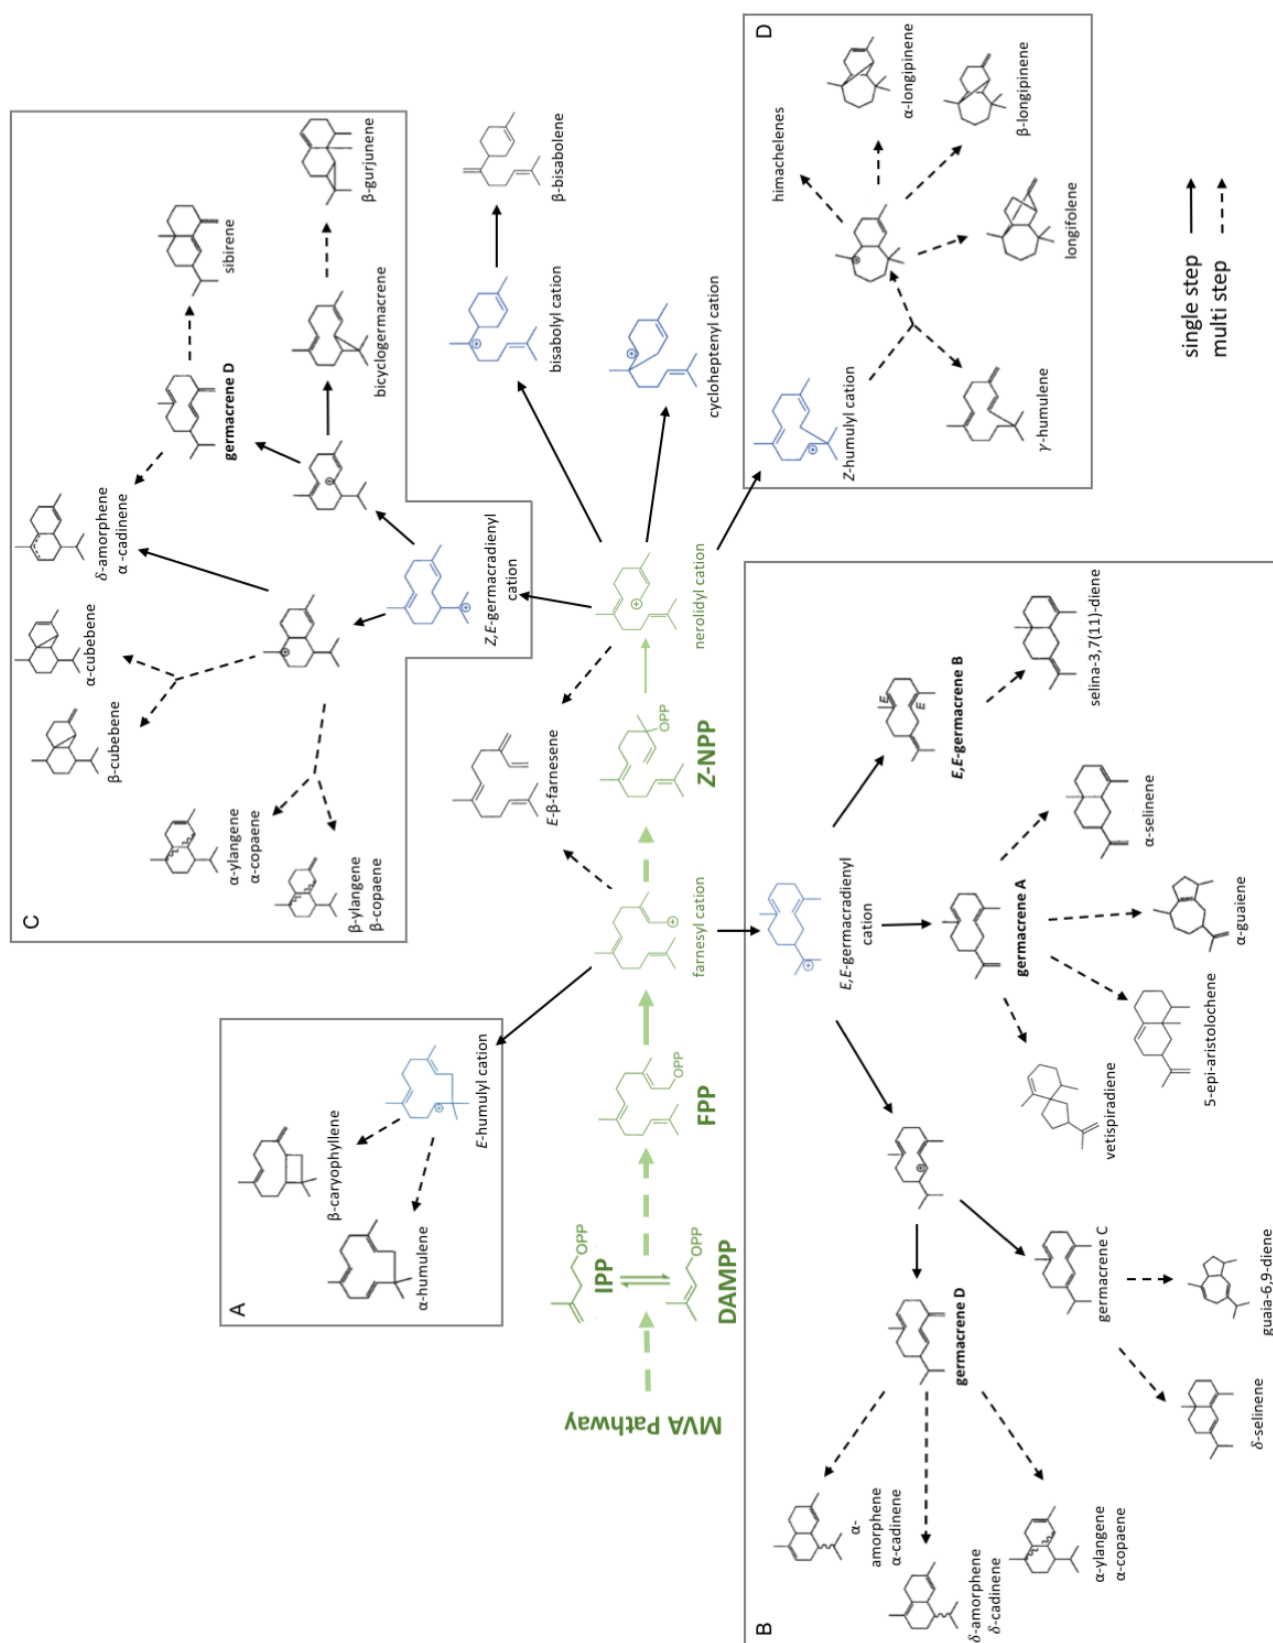 A
β-caryophyllene
α-humulene
E-humulyl cation
C
β-ylangene
β-copaene
α-ylangene
α-copaene
β-cubebene
α-cubebene
δ-amorphene
α -cadinene
germacrene D
sibirene
bicyclogermacrene
β-gurjunene
Z,E-germacradienyl
cation
MVA Pathway
IPP
OPP
DAMPP
OPP
FPP
OPP
farnesyl cation
E-β-farnesene
Z-NPP
OPP
nerolidyl cation
bisabolyl cation
β-bisabolene
cycloheptenyl cation
D
Z-humulyl cation
γ-humulene
himachelenes
α-longipinene
β-longipinene
longifolene
single step
multi step
B
E,E-germacradienyl
cation
germacrene D
α-
amorphene
α-cadinene
δ-amorphene
δ-cadinene
α-ylangene
α-copaene
germacrene C
δ-selinene
guaia-6,9-diene
germacrene A
vetispiradiene
5-epi-aristolochene
α-guaiene
α-selinene
E
E
E,E-germacrene B
selina-3,7(11)-diene